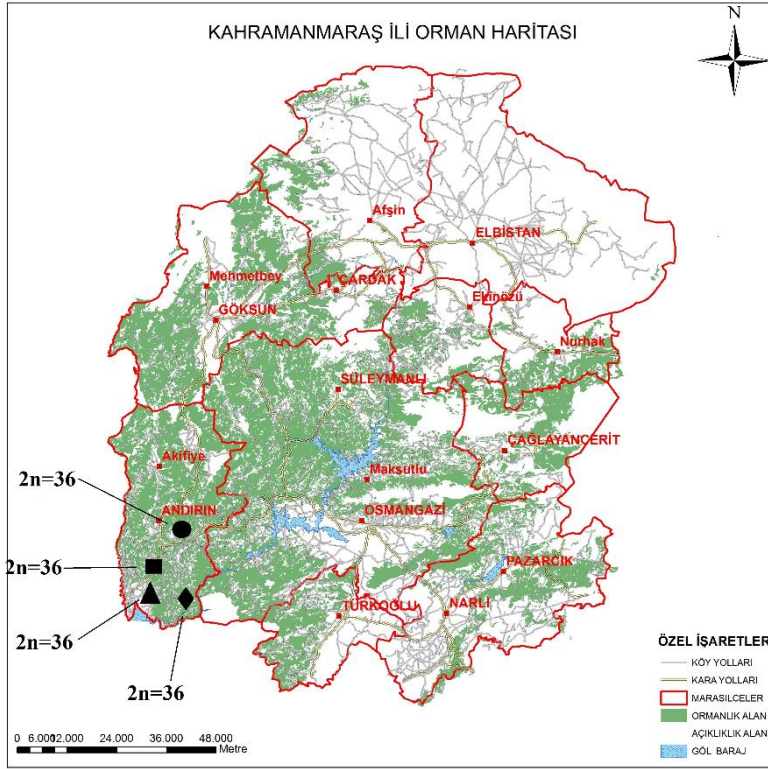 N
KAHRAMANMARAŞ İLİ ORMAN HARİTASI
Afşin
ELBİSTAN
Mehmetbey
ÇARDAK
Ekinözü
GÖKSUN
Nurhak
SÜLEYMANLI
ÇAĞLAYANCERİT
Akifiye
Maksutlu
2n=36
ANDIRIN
OSMANGAZİ
2n=36
PAZARCIK
TÜRKOĞLU
NARLI
2n=36
2n=36
ÖZEL İŞARETLER
KÖY YOLLARI
KARA YOLLARI
MARASILCELER
ORMANLIK ALAN
AÇIKLIKLIK ALAN
GÖL BARAJ
0 6.000 12.000 24.000 36.000 48.000
Metre